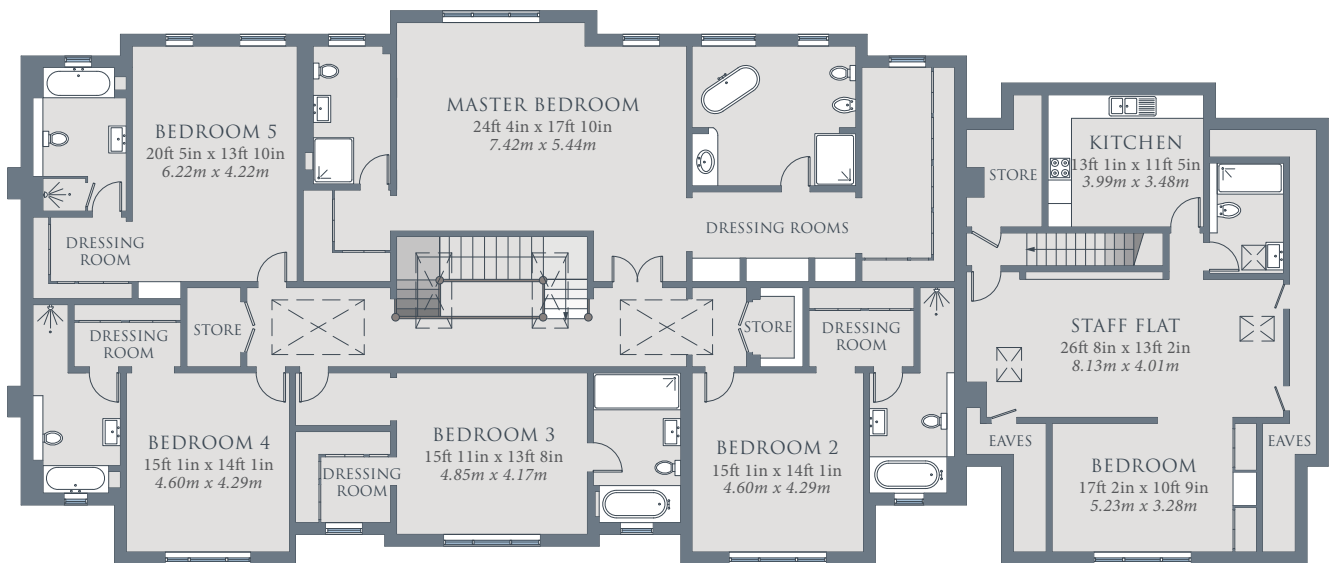 MASTER BEDROOM
24ft 4in x 17ft 10in
7.42m x 5.44m
BEDROOM 5
20ft 5in x 13ft 10in
6.22m x 4.22m
KITCHEN
13ft 1in x 11ft 5in
3.99m x 3.48m
STORE
DRESSING
ROOM
DRESSING ROOMS
STORE
DRESSING
ROOM
STORE
DRESSING
ROOM
STAFF FLAT
26ft 8in x 13ft 2in
8.13m x 4.01m
BEDROOM 4
15ft 1in x 14ft 1in
4.60m x 4.29m
BEDROOM 3
15ft 11in x 13ft 8in
4.85m x 4.17m
DRESSING
ROOM
BEDROOM 2
15ft 1in x 14ft 1in
4.60m x 4.29m
EAVES
EAVES
BEDROOM
17ft 2in x 10ft 9in
5.23m x 3.28m